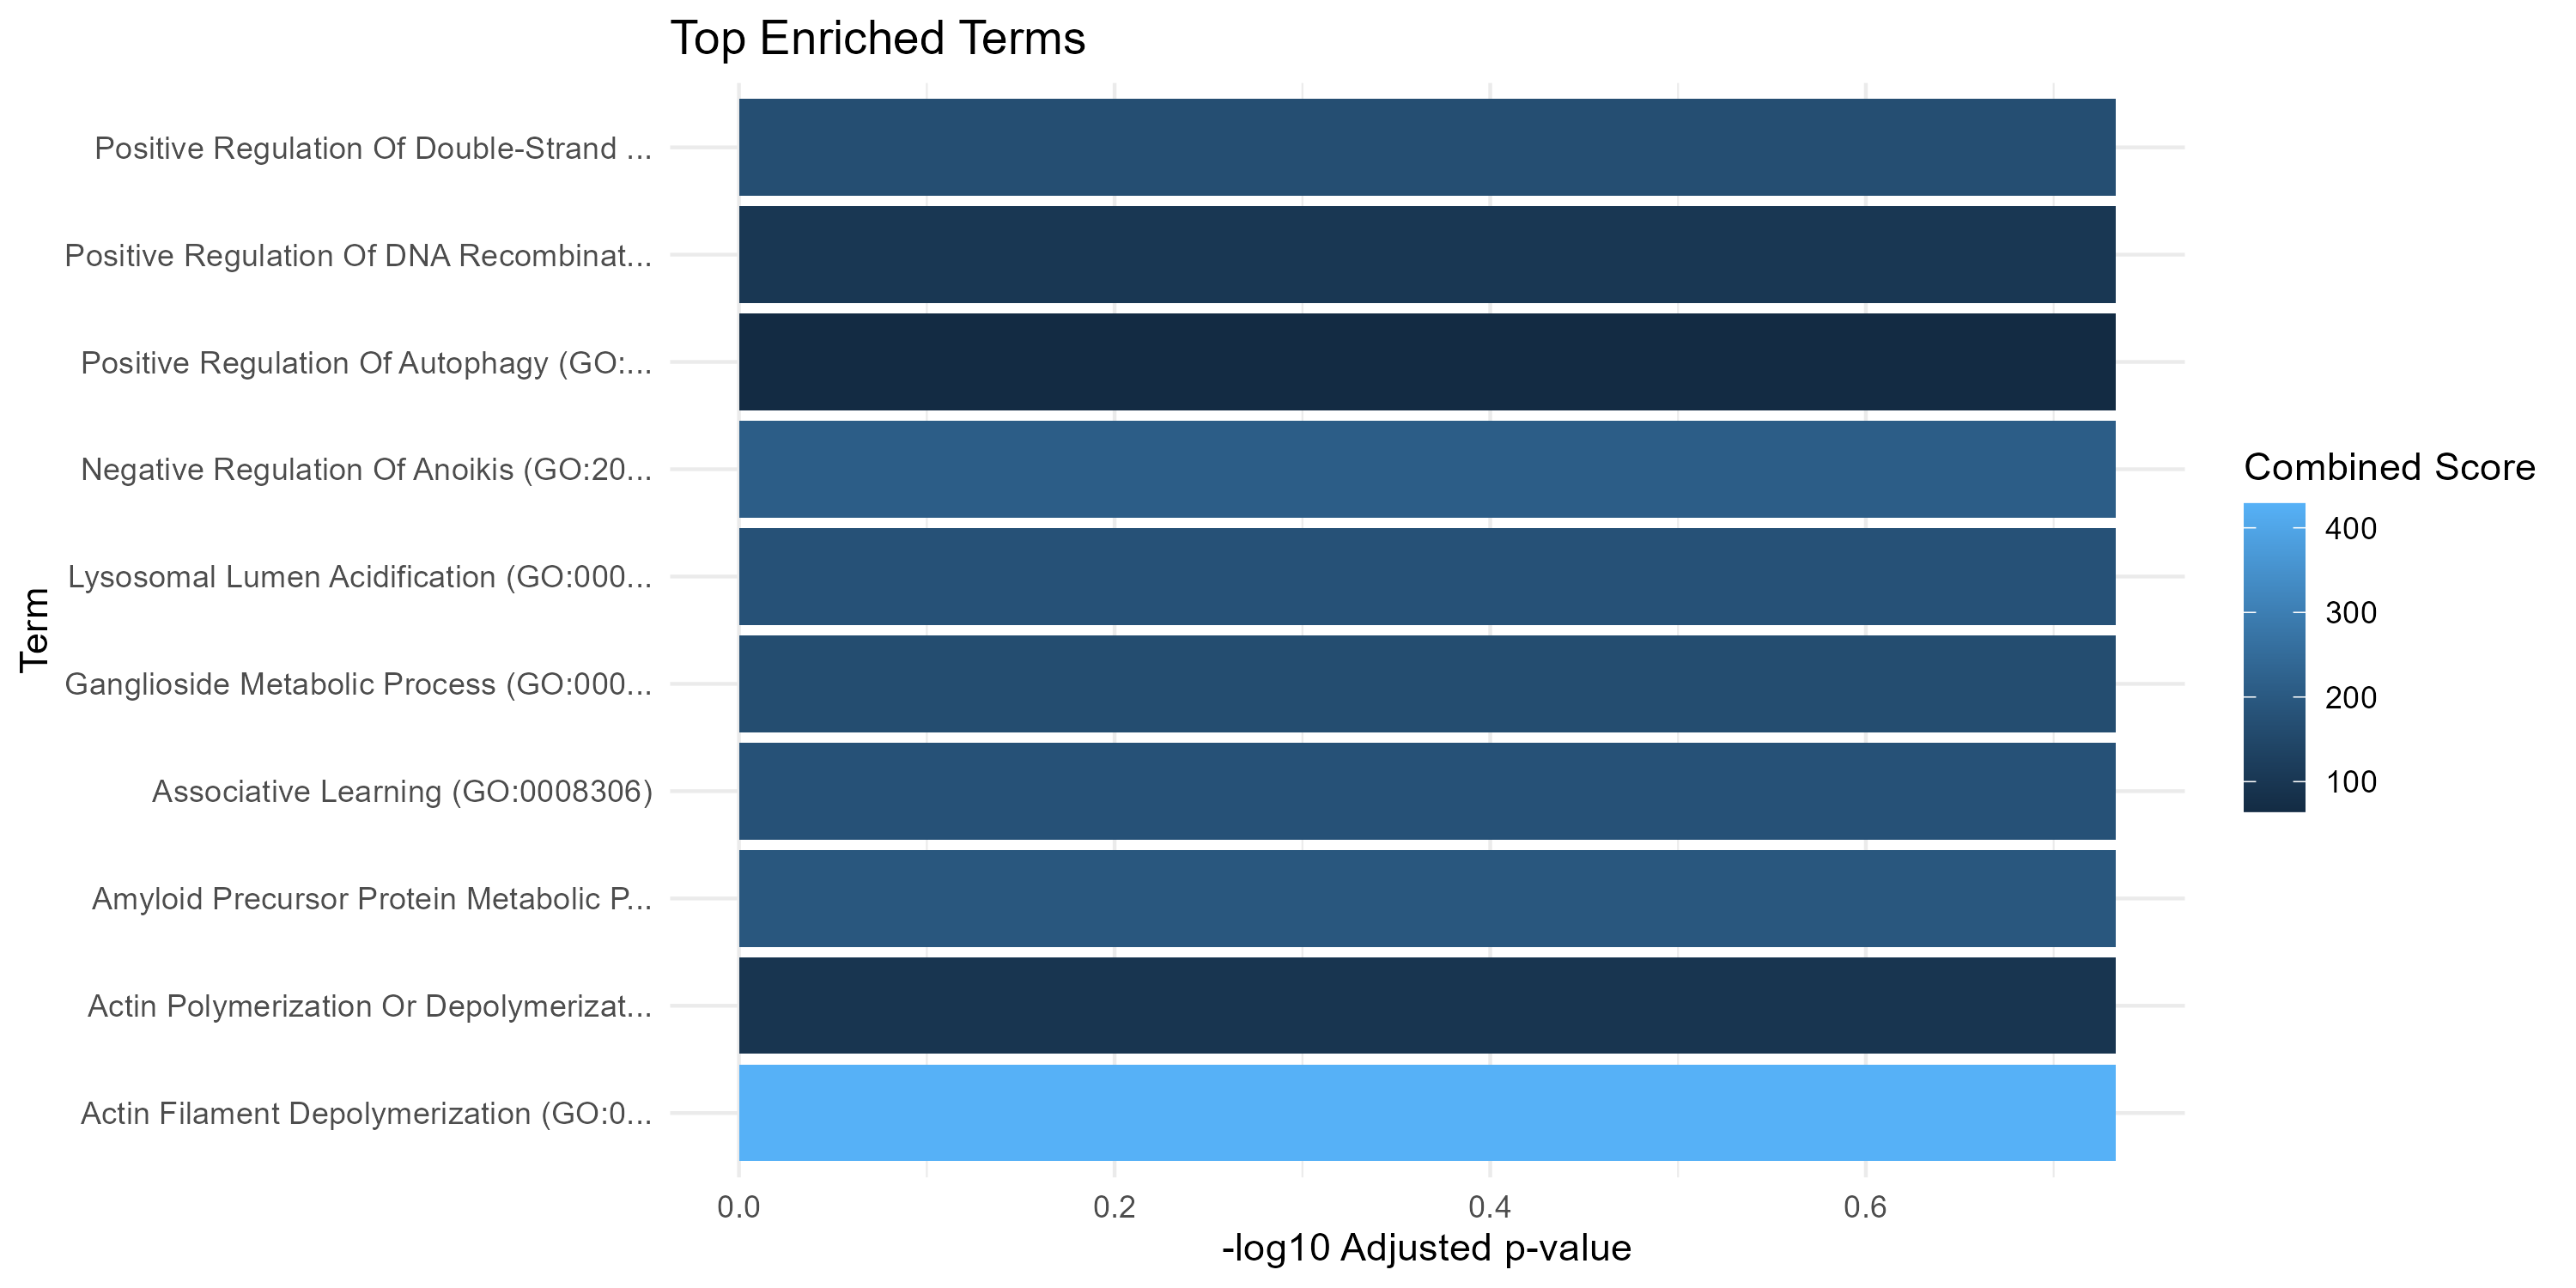 Top Enriched Terms
Positive Regulation Of Double-Strand ...
Positive Regulation Of DNA Recombinat...
Positive Regulation Of Autophagy (GO:...
Negative Regulation Of Anoikis (GO:20...
Lysosomal Lumen Acidification (GO:000...
Ganglioside Metabolic Process (GO:000...
Associative Learning (GO:0008306)
Amyloid Precursor Protein Metabolic P...
Actin Polymerization Or Depolymerizat...
Actin Filament Depolymerization (GO:0...
Term
0.0 0.2 0.4 0.6
-log10 Adjusted p-value
Combined Score
400
300
200
100